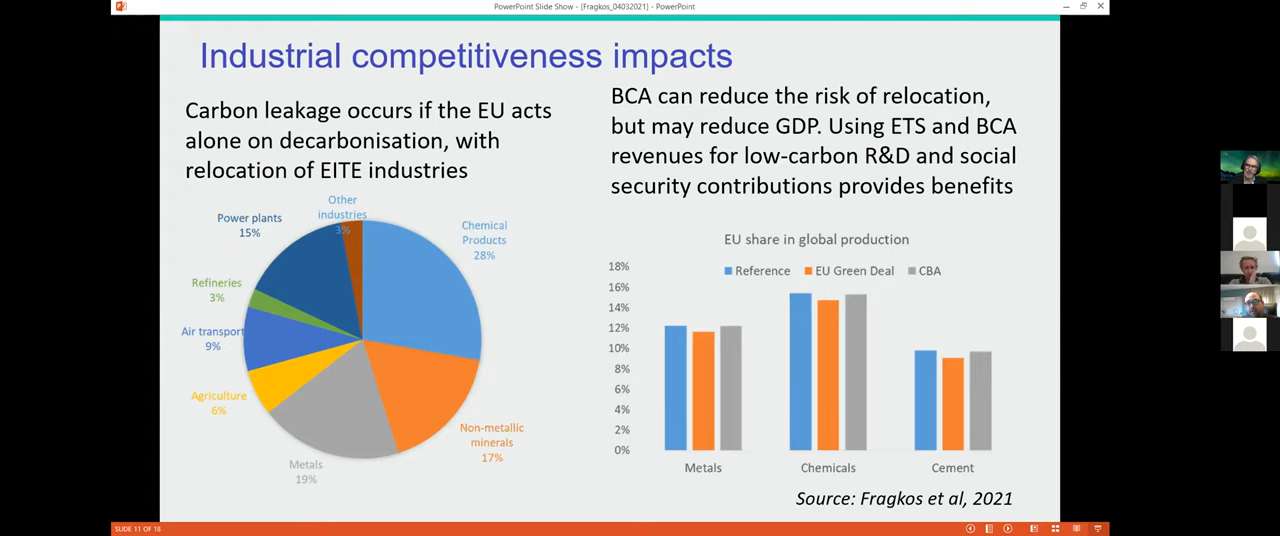 PowerPoint Slide Show - [Fragkos_04032021] - PowerPoint
Industrial competitiveness impacts
Carbon leakage occurs if the EU acts
alone on decarbonisation, with
relocation of EITE industries
BCA can reduce the risk of relocation,
but may reduce GDP. Using ETS and BCA
revenues for low-carbon R&D and social
security contributions provides benefits
Other
industries
3%
Power plants
15%
Chemical
Products
28%
Refineries
3%
Air transport
9%
Agriculture
6%
Metals
19%
Non-metallic
minerals
17%
EU share in global production
Reference EU Green Deal CBA
18%
16%
14%
12%
10%
8%
6%
4%
2%
0%
Metals Chemicals Cement
Source: Fragkos et al, 2021
SLIDE 11 OF 18